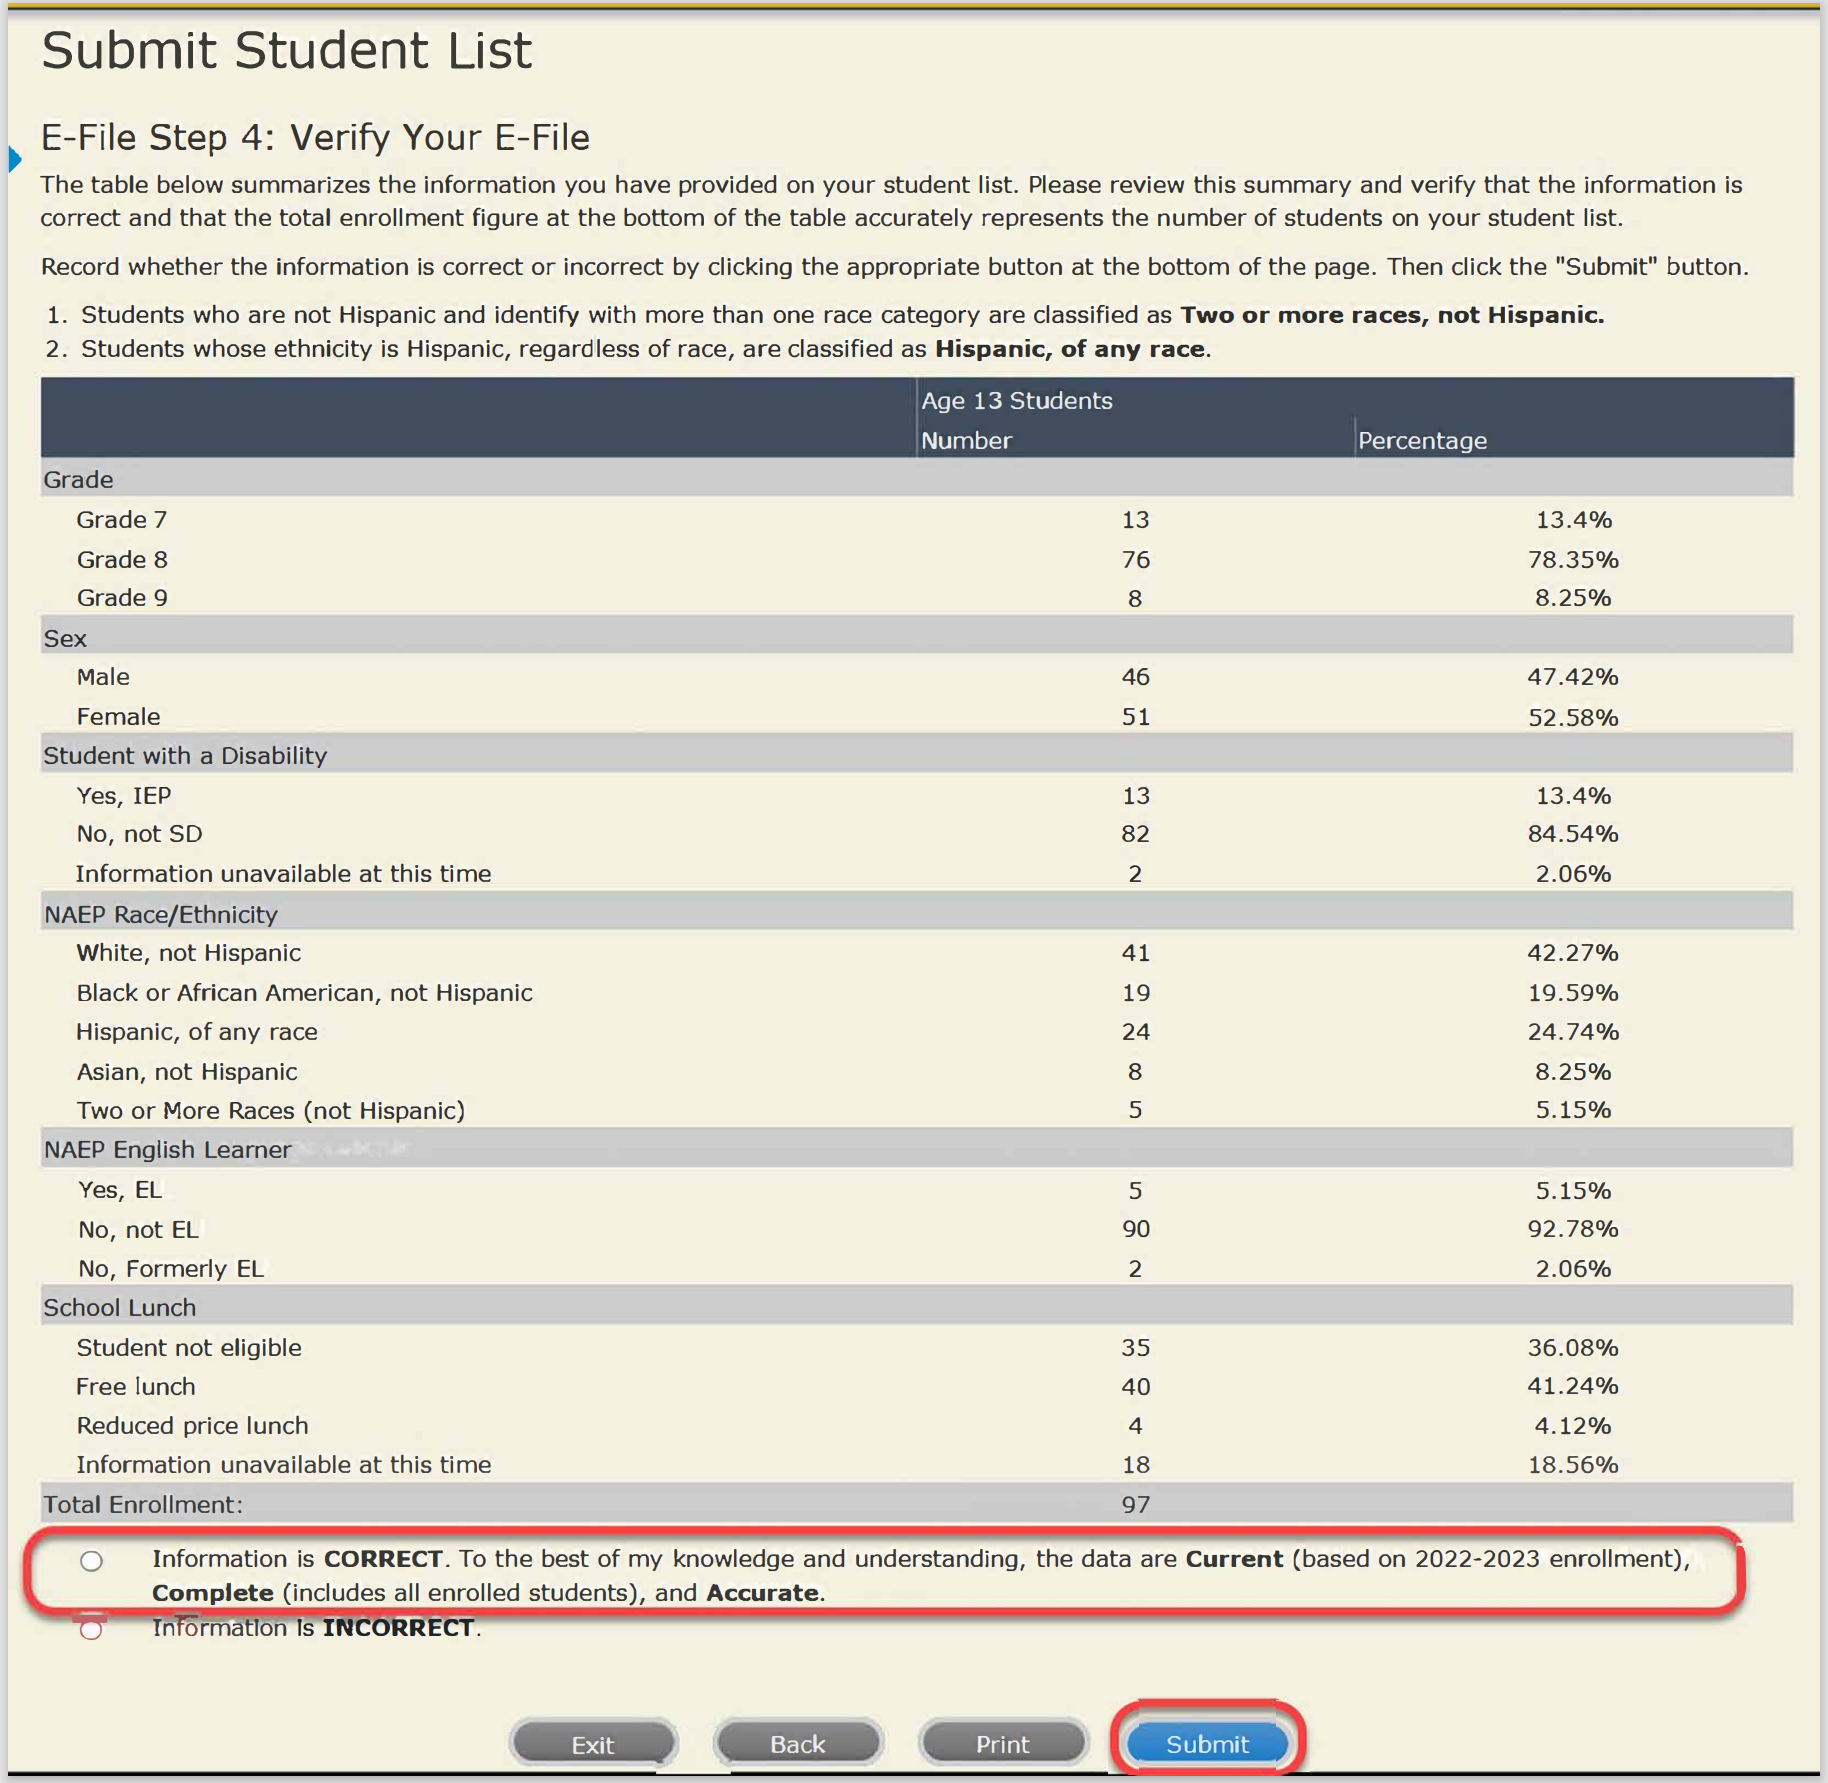 Submit Student List
E-File Step 4: Verify Your E-File
The table below summarizes the information you have provided on your student list. Please review this summary and verify that the information is
correct and that the total enrollment figure at the bottom of the table accurately represents the number of students on your student list.
Record whether the information is correct or incorrect by clicking the appropriate button at the bottom of the page. Then click the "Submit" button.
1. Students who are not Hispanic and identify with more than one race category are classified as Two or more races, not Hispanic.
2. Students whose ethnicity is Hispanic, regardless of race, are classified as Hispanic, of any race.
Age 13 Students
Number Percentage
Grade
Grade 7 13 13.4%
Grade 8 76 78.35%
Grade 9 8 8.25%
Sex
Male 46 47.42%
Female 51 52.58%
Student with a Disability
Yes, IEP 13 13.4%
No, not SD 82 84.54%
Information unavailable at this time 2 2.06%
NAEP Race/Ethnicity
White, not Hispanic 41 42.27%
Black or African American, not Hispanic 19 19.59%
Hispanic, of any race 24 24.74%
Asian, not Hispanic 8 8.25%
Two or More Races (not Hispanic) 5 5.15%
NAEP English Learner
Yes, EL 5 5.15%
No, not EL 90 92.78%
No, Formerly EL 2 2.06%
School Lunch
Student not eligible 35 36.08%
Free lunch 40 41.24%
Reduced price lunch 4 4.12%
Information unavailable at this time 18 18.56%
Total Enrollment: 97
Information is CORRECT. To the best of my knowledge and understanding, the data are Current (based on 2022-2023 enrollment),
Complete (includes all enrolled students), and Accurate.
Information is INCORRECT.
Exit Back Print Submit